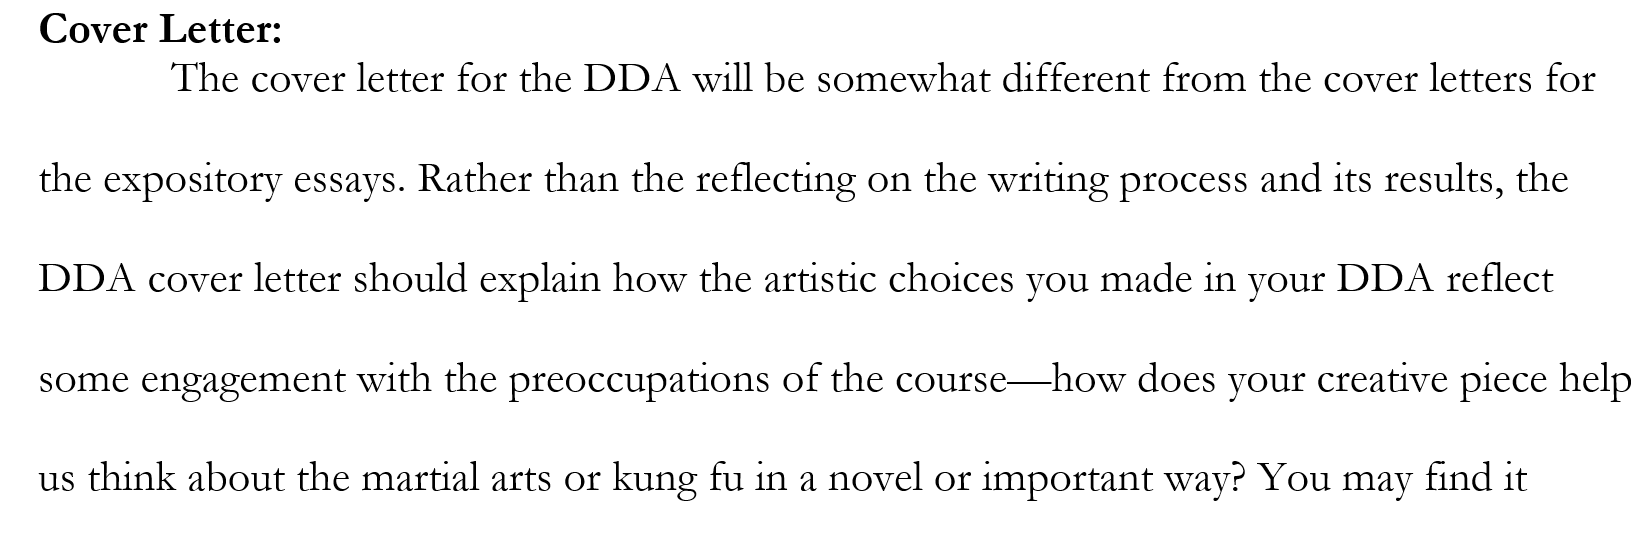 Cover Letter:
The cover letter for the DDA will be somewhat different from the cover letters for
the expository essays. Rather than the reflecting on the writing process and its results, the
DDA cover letter should explain how the artistic choices you made in your DDA reflect
some engagement with the preoccupations of the course—how does your creative piece help
us think about the martial arts or kung fu in a novel or important way? You may find it